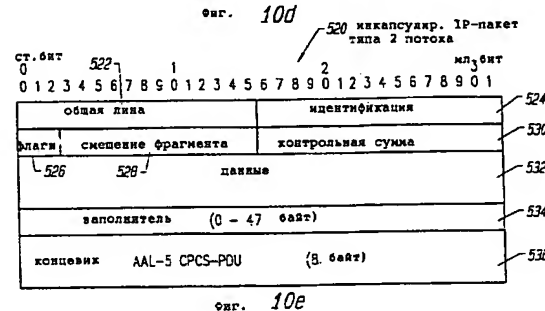 Фиг. 10d
520 инкапсулир. IP-пакет
типа 2 потока
ст.бит мл.бит
0 522 1 2 3
0 1 2 3 4 5 6 7 8 9 0 1 2 3 4 5 6 7 8 9 0 1 2 3 4 5 6 7 8 9 0 1
общая лина идентификация 524
флаги смещение фрагмента контрольная сумма 530
526 528 данные 532
заполнитель (0 - 47 байт) 534
концевик AAL-5 CPCS-PDU (8 байт) 536
Фиг. 10e